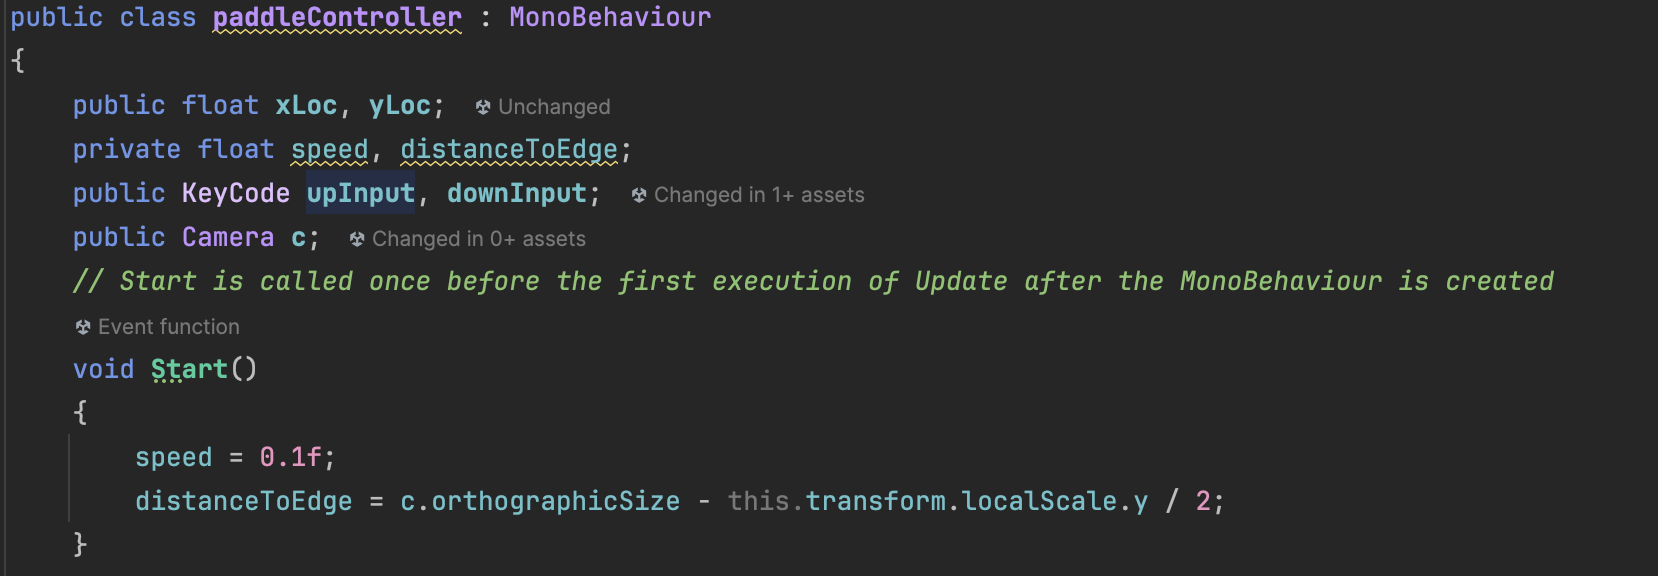 public class paddleController : MonoBehaviour
{
public float xLoc, yLoc; Unchanged
private float speed, distanceToEdge;
public KeyCode upInput, downInput; Changed in 1+ assets
public Camera c; Changed in 0+ assets
// Start is called once before the first execution of Update after the MonoBehaviour is created
Event function
void Start()
{
speed = 0.1f;
distanceToEdge = c.orthographicSize - this.transform.localScale.y / 2;
}